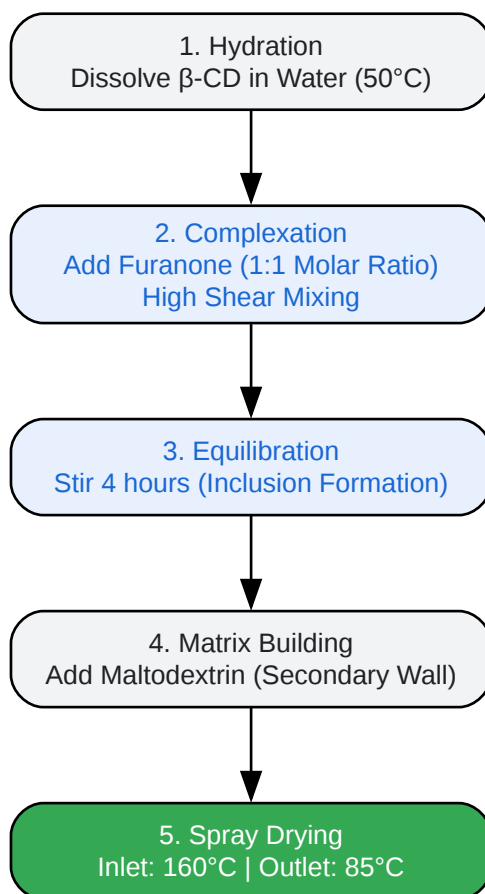 1. Hydration
Dissolve β-CD in Water (50°C)
2. Complexation
Add Furanone (1:1 Molar Ratio)
High Shear Mixing
3. Equilibration
Stir 4 hours (Inclusion Formation)
4. Matrix Building
Add Maltodextrin (Secondary Wall)
5. Spray Drying
Inlet: 160°C | Outlet: 85°C